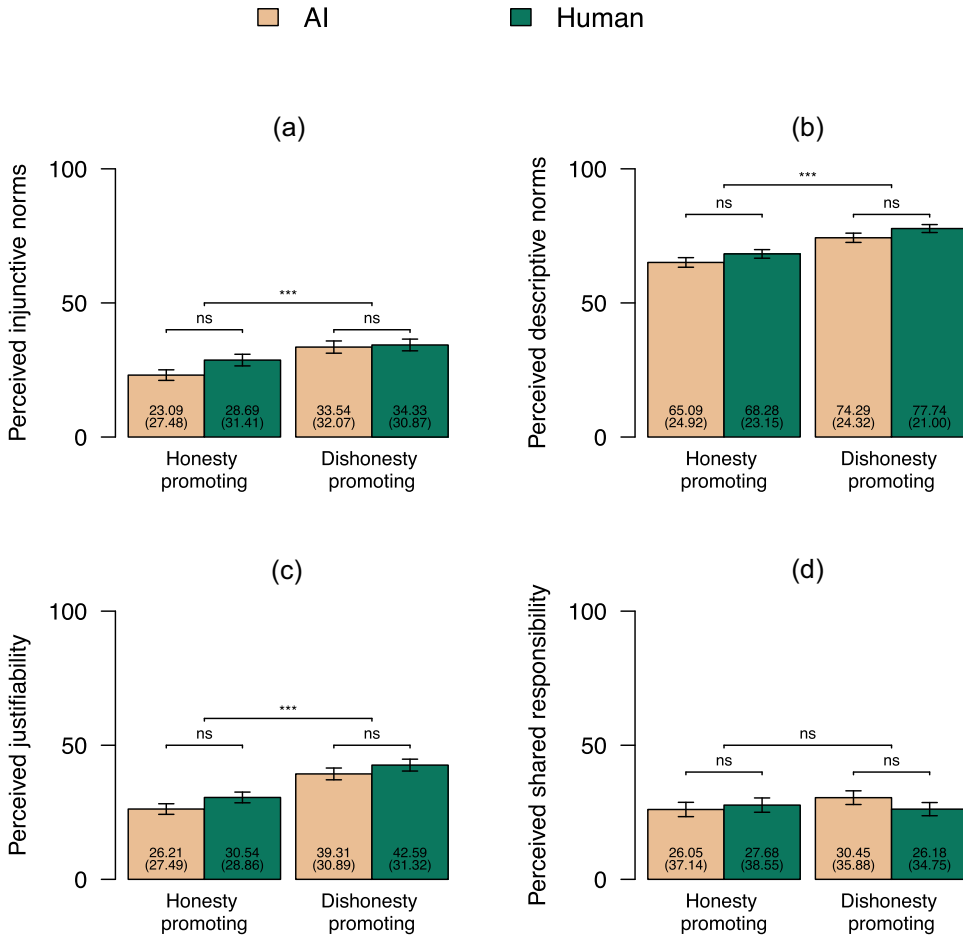 AI Human
(a)
Perceived injunctive norms
100
50
0
***
ns
ns
23.09
(27.48)
28.69
(31.41)
33.54
(32.07)
34.33
(30.87)
Honesty
promoting
Dishonesty
promoting
(b)
Perceived descriptive norms
100
50
0
***
ns
ns
65.09
(24.92)
68.28
(23.15)
74.29
(24.32)
77.74
(21.00)
Honesty
promoting
Dishonesty
promoting
(c)
Perceived justifiability
100
50
0
***
ns
ns
26.21
(27.49)
30.54
(28.86)
39.31
(30.89)
42.59
(31.32)
Honesty
promoting
Dishonesty
promoting
(d)
Perceived shared responsibility
100
50
0
ns
ns
ns
26.05
(37.14)
27.68
(38.55)
30.45
(35.88)
26.18
(34.75)
Honesty
promoting
Dishonesty
promoting